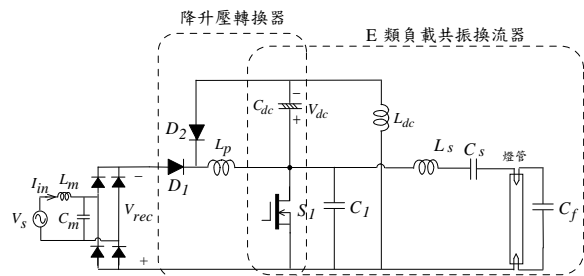 降升壓轉換器
E 類負載共振換流器
−
C_dc V_dc
+
L_dc
D_2
L_p
D_1
L_s C_s 燈管
I_in L_m
C_m
V_s
−
V_rec
+
S_1
C_1
C_f